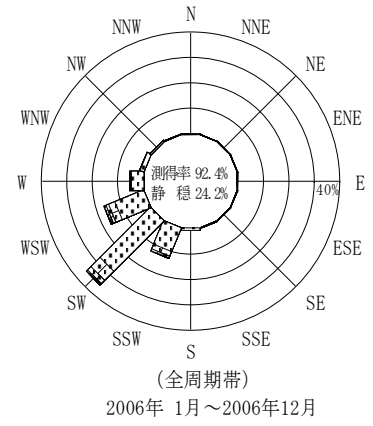 N
NNW NNE
NW NE
WNW ENE
測得率 92.4%
W 静 穏 24.2% 40% E
WSW ESE
SW SE
SSW SSE
S
(全周期帯)
2006年 1月～2006年12月